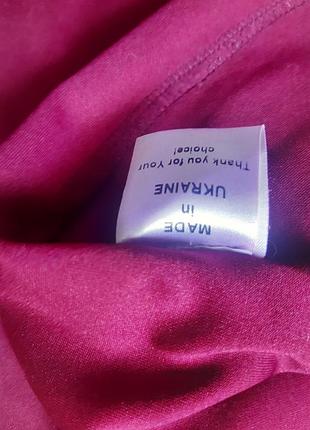 MADE
in
UKRAINE
Thank you for Your
choice!